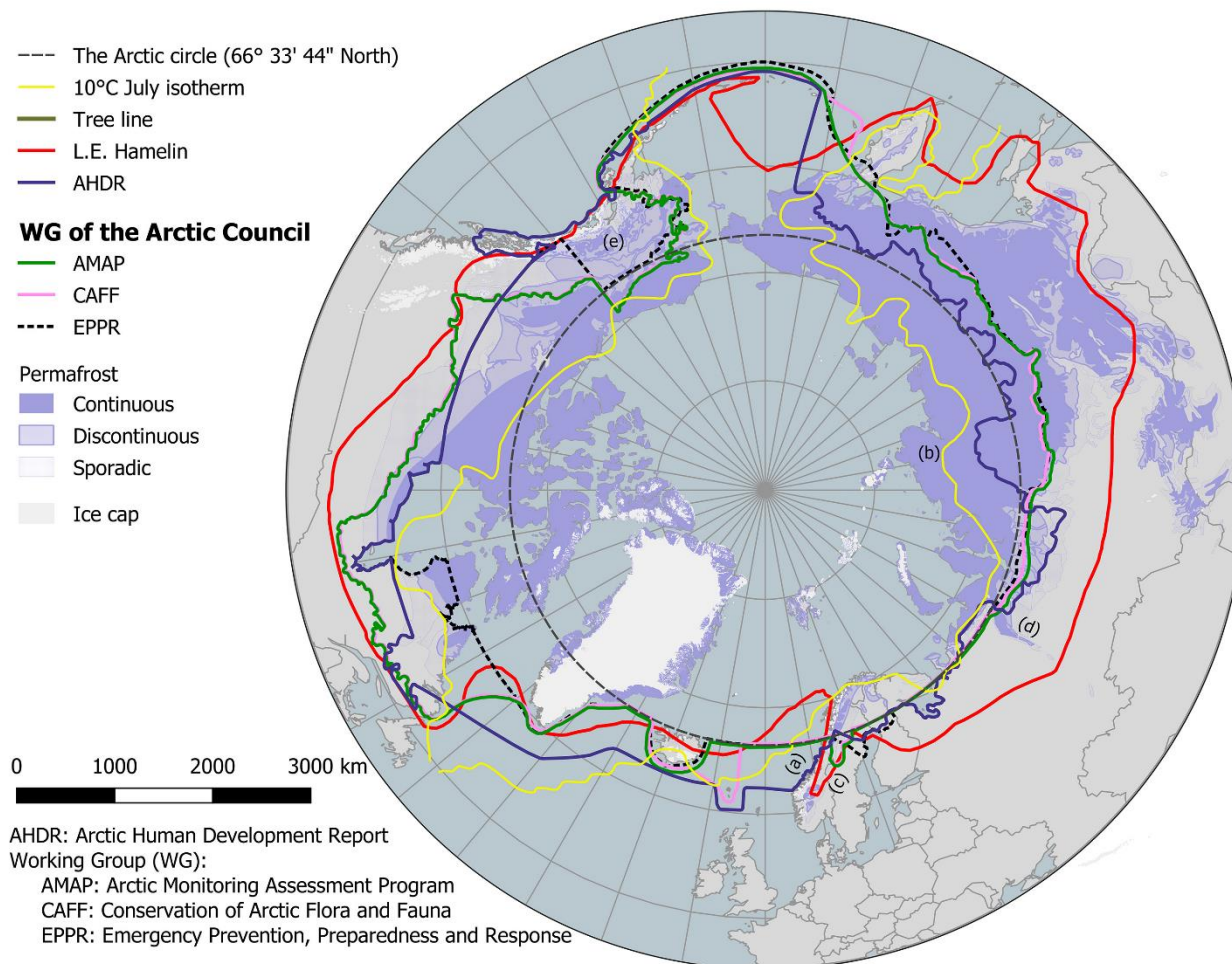 The Arctic circle (66° 33' 44" North)
10°C July isotherm
Tree line
L.E. Hamelin
AHDR
WG of the Arctic Council
AMAP
CAFF
EPPR
Permafrost
Continuous
Discontinuous
Sporadic
Ice cap
(e)
(b)
(d)
(a)
(c)
0 1000 2000 3000 km
AHDR: Arctic Human Development Report
Working Group (WG):
AMAP: Arctic Monitoring Assessment Program
CAFF: Conservation of Arctic Flora and Fauna
EPPR: Emergency Prevention, Preparedness and Response